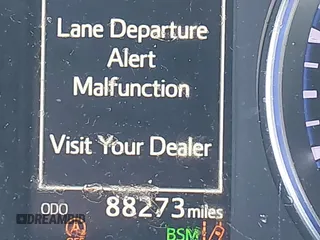 Lane Departure
Alert
Malfunction
Visit Your Dealer
ODO 88273 miles
DREAMBID
BSM